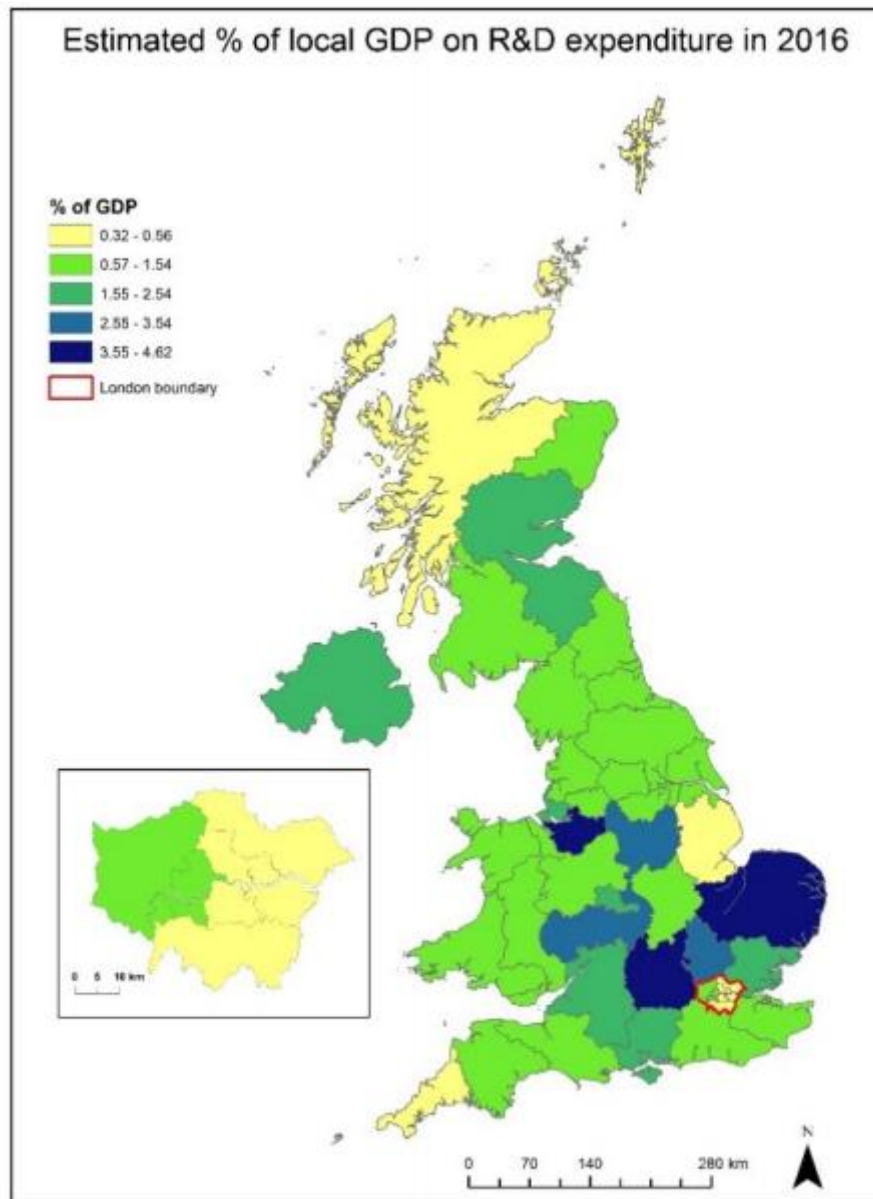 Estimated % of local GDP on R&D expenditure in 2016
% of GDP
0.32 - 0.56
0.57 - 1.54
1.55 - 2.54
2.55 - 3.54
3.55 - 4.62
London boundary
0 5 10 km
N
0 70 140 280 km